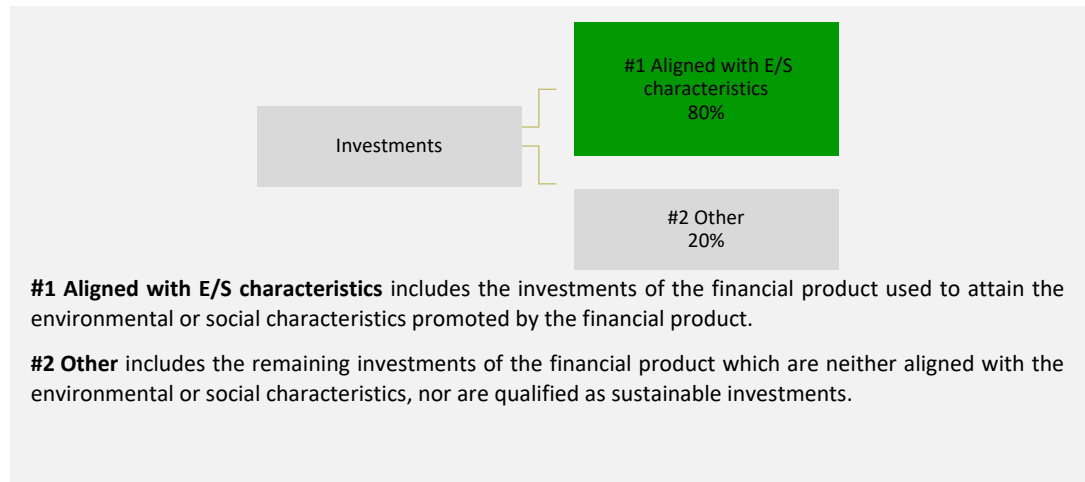 #1 Aligned with E/S
characteristics
80%
Investments
#2 Other
20%
#1 Aligned with E/S characteristics includes the investments of the financial product used to attain the
environmental or social characteristics promoted by the financial product.
#2 Other includes the remaining investments of the financial product which are neither aligned with the
environmental or social characteristics, nor are qualified as sustainable investments.